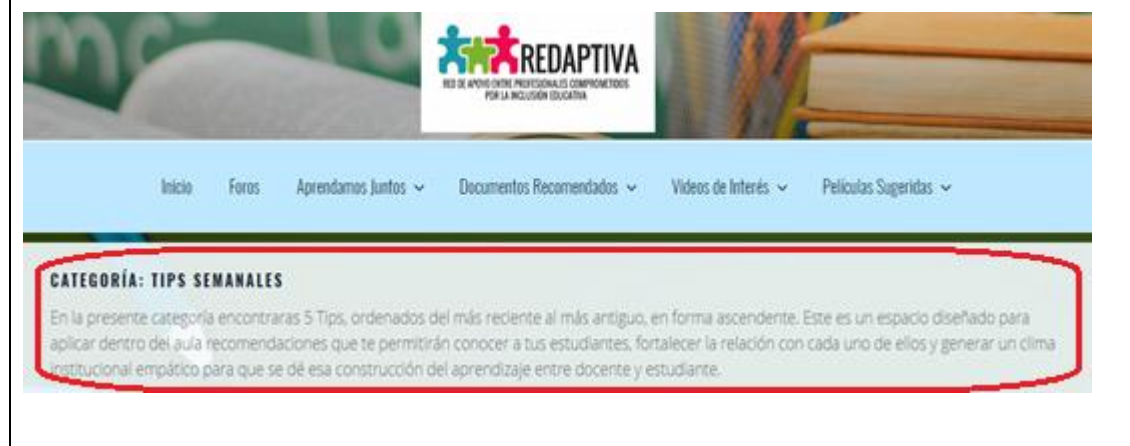 REDAPTIVA
RED DE APOYO ENTRE PROFESIONALES COMPROMETIDOS
POR LA INCLUSIÓN EDUCATIVA
Inicio Foros Aprendamos Juntos Documentos Recomendados Videos de Interés Películas Sugeridas
CATEGORÍA: TIPS SEMANALES
En la presente categoría encontraras 5 Tips, ordenados del más reciente al más antiguo, en forma ascendente. Este es un espacio diseñado para
aplicar dentro del aula recomendaciones que te permitirán conocer a tus estudiantes, fortalecer la relación con cada uno de ellos y generar un clima
institucional empático para que se dé esa construcción del aprendizaje entre docente y estudiante.